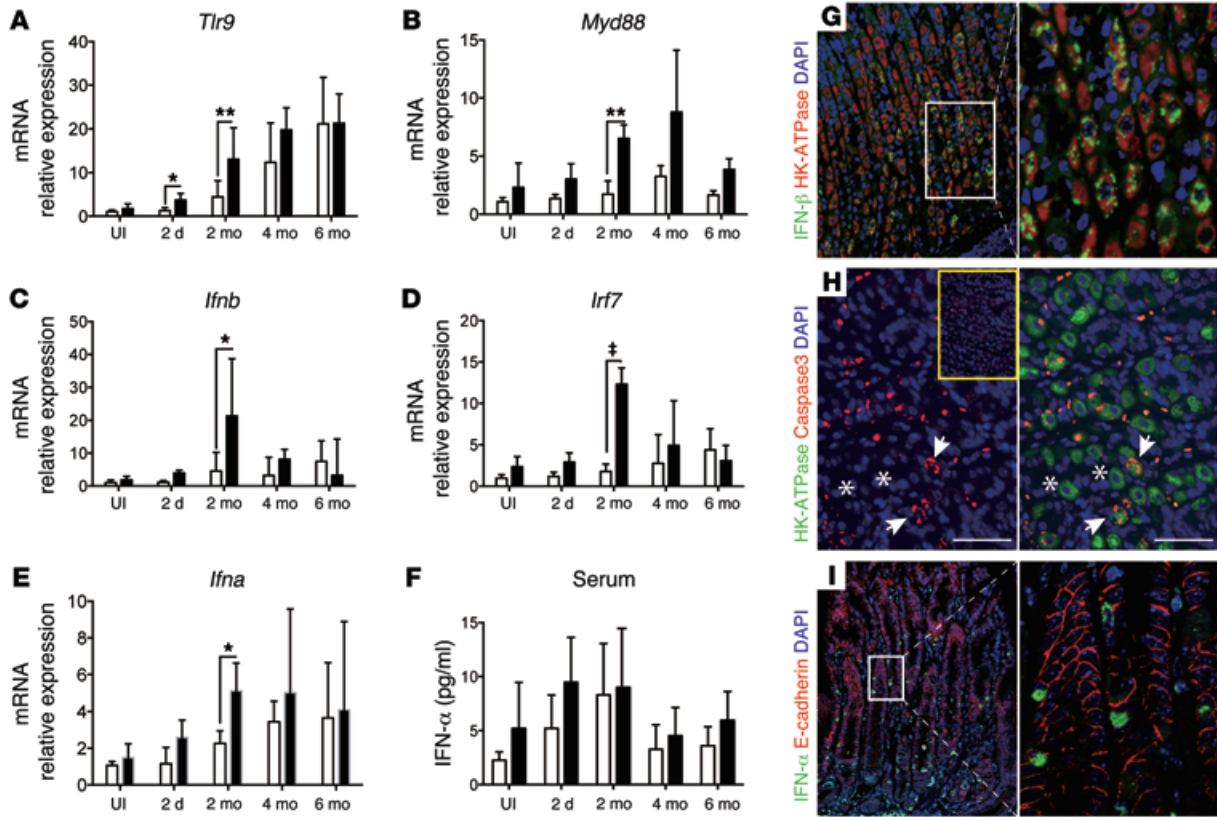 A
Tlr9
mRNA
relative expression
40
30
20
10
0
*
**
UI 2 d 2 mo 4 mo 6 mo
B
Myd88
mRNA
relative expression
15
10
5
0
**
UI 2 d 2 mo 4 mo 6 mo
C
Ifnb
mRNA
relative expression
50
40
30
20
10
0
*
UI 2 d 2 mo 4 mo 6 mo
D
Irf7
mRNA
relative expression
20
15
10
5
0
‡
UI 2 d 2 mo 4 mo 6 mo
E
Ifna
mRNA
relative expression
10
8
6
4
2
0
*
UI 2 d 2 mo 4 mo 6 mo
F
Serum
IFN-α (pg/ml)
15
10
5
0
UI 2 d 2 mo 4 mo 6 mo
G
IFN-β HK-ATPase DAPI
H
HK-ATPase Caspase3 DAPI
* *
* *
I
IFN-α E-cadherin DAPI